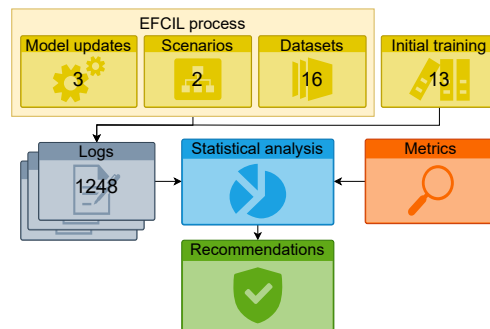 EFCIL process
Model updates
3
Scenarios
2
Datasets
16
Initial training
13
Logs
1248
Statistical analysis
Metrics
Recommendations